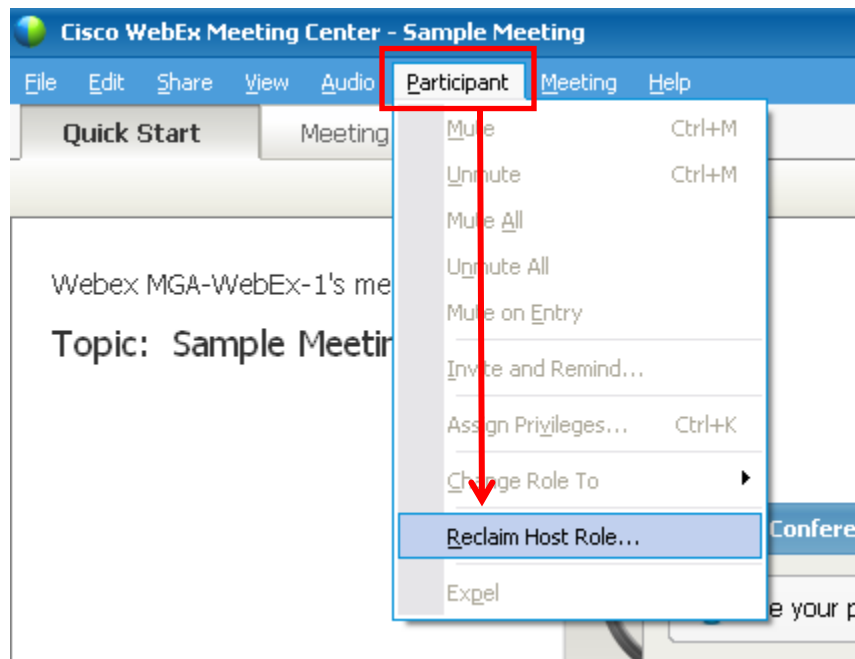 Cisco WebEx Meeting Center - Sample Meeting
File Edit Share View Audio Participant Meeting Help
Quick Start Meeting
Mute Ctrl+M
Unmute Ctrl+M
Mute All
Unmute All
Mute on Entry
Invite and Remind...
Assign Privileges... Ctrl+K
Change Role To
Reclaim Host Role...
Expel
Webex MGA-WebEx-1's me
Topic: Sample Meetin
Confere
e your p